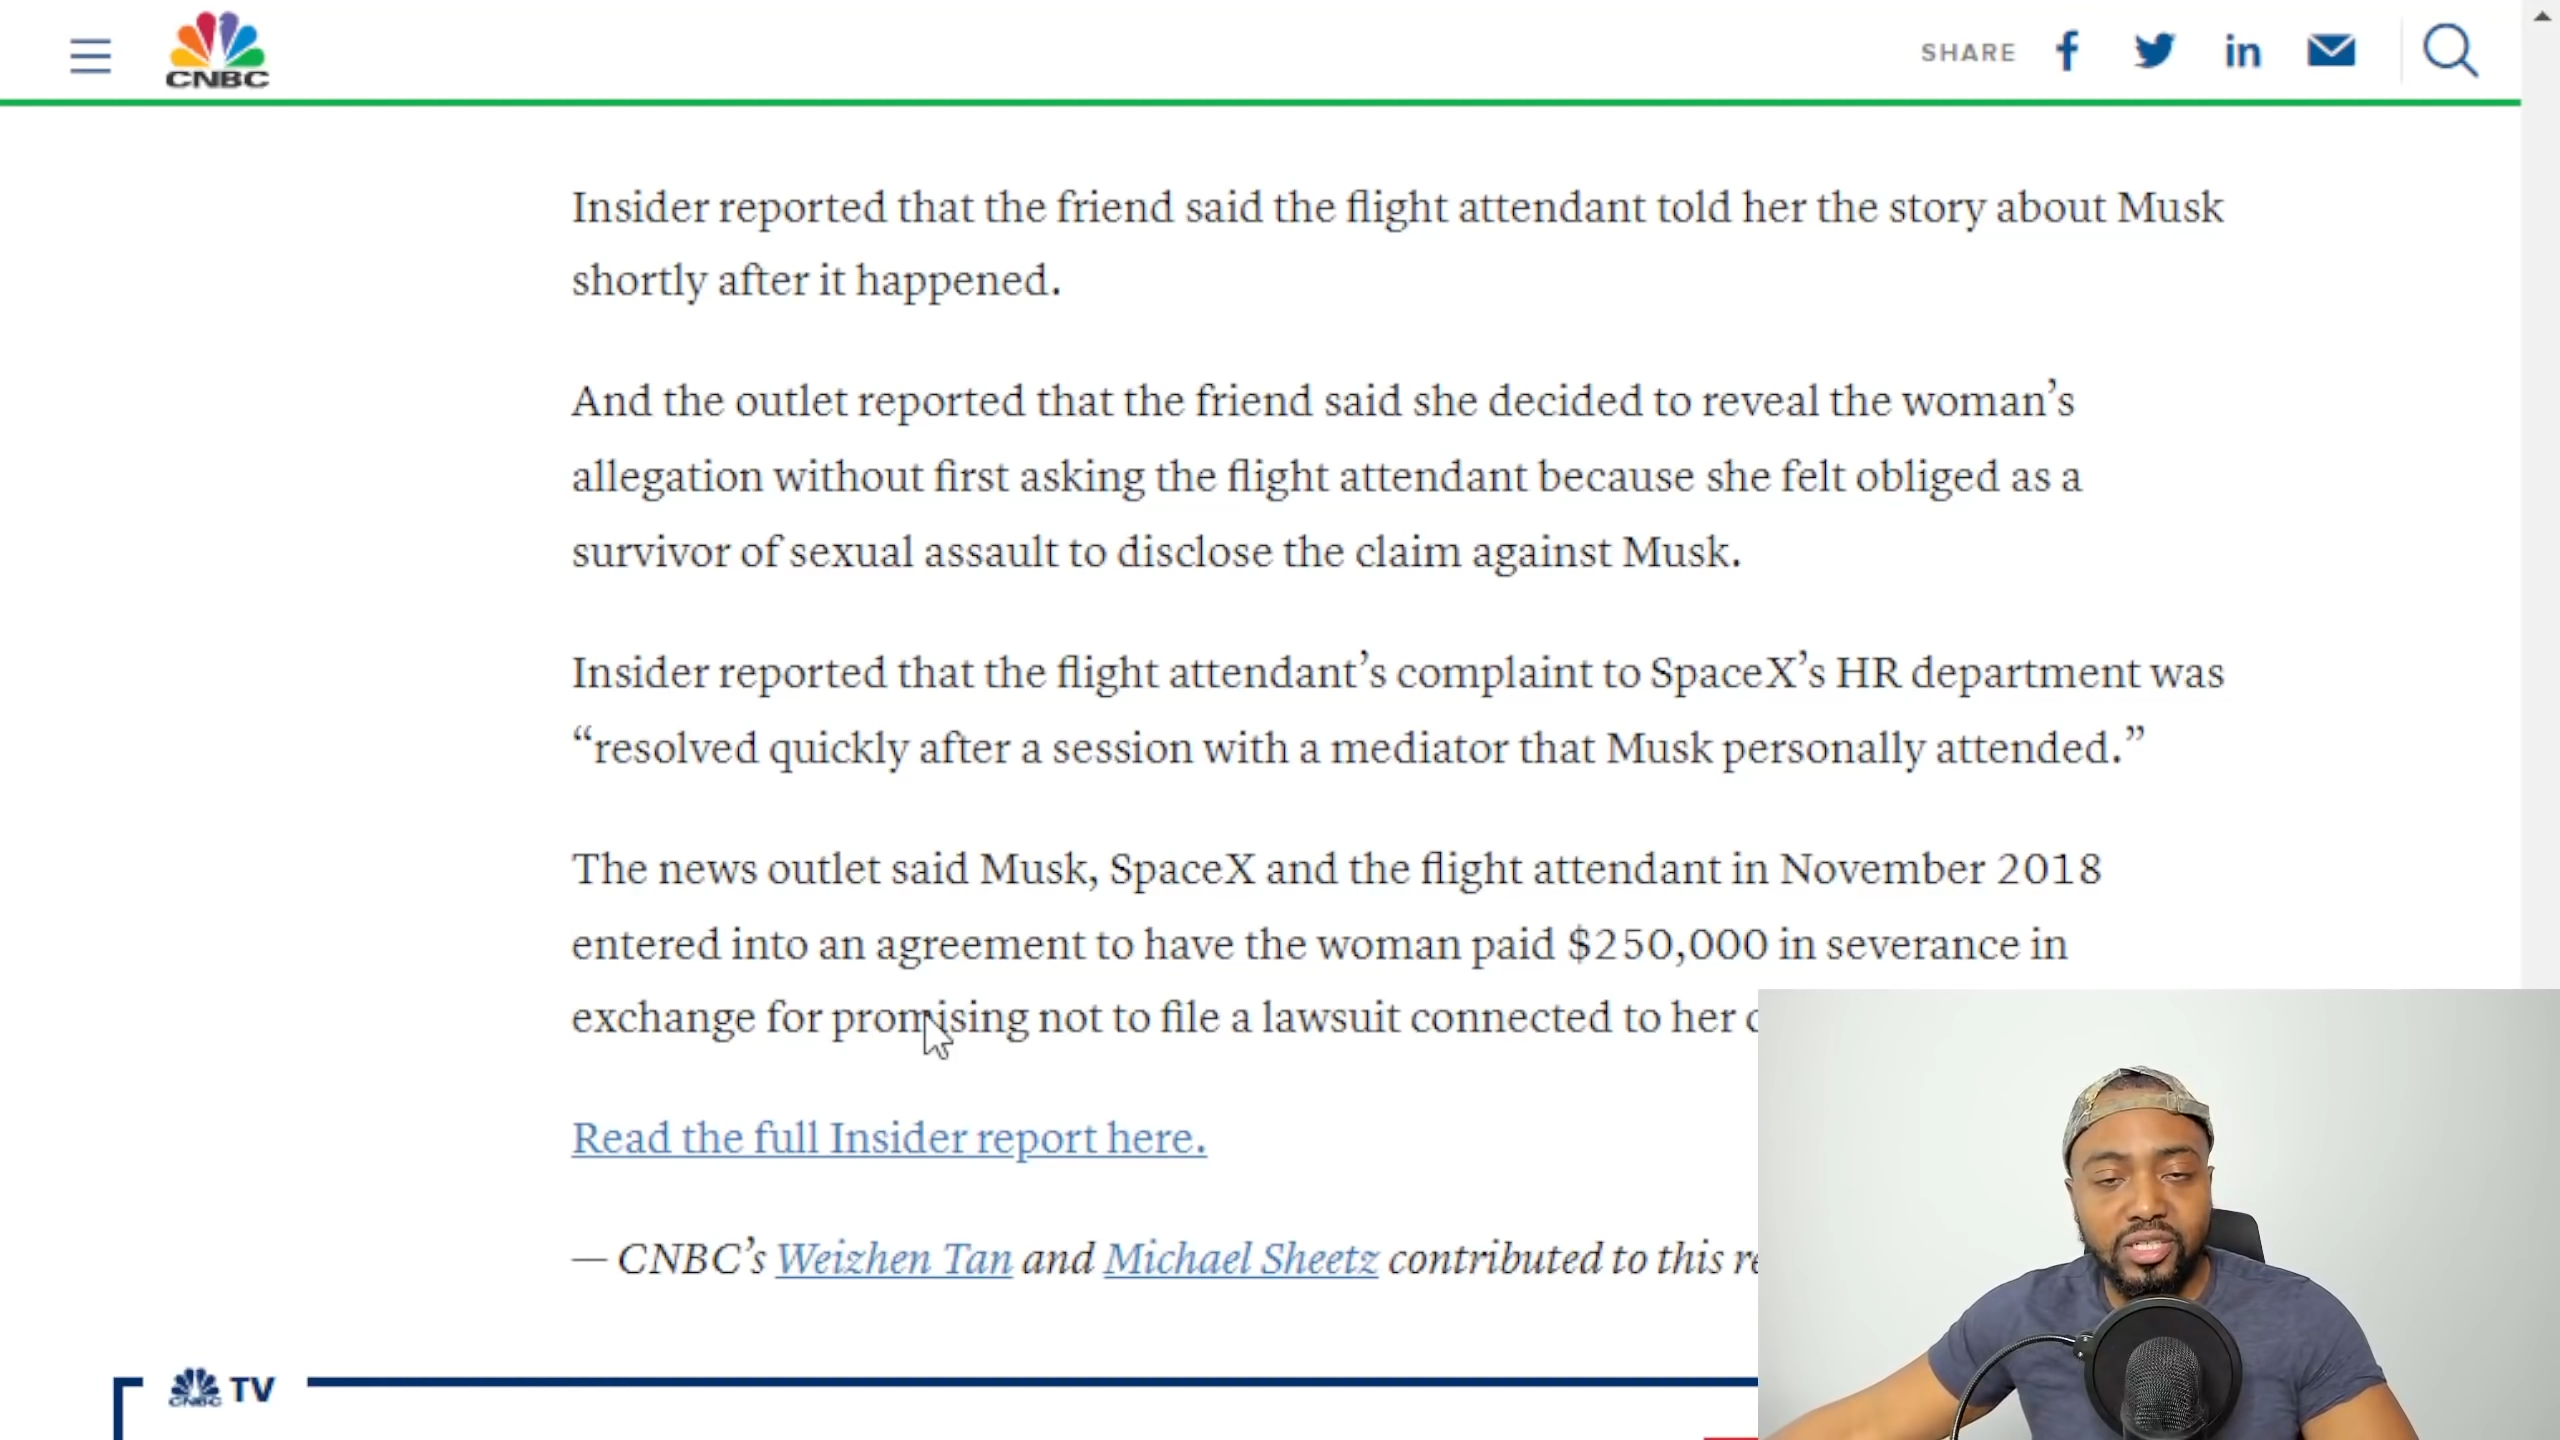 CNBC
SHARE
Insider reported that the friend said the flight attendant told her the story about Musk
shortly after it happened.
And the outlet reported that the friend said she decided to reveal the woman’s
allegation without first asking the flight attendant because she felt obliged as a
survivor of sexual assault to disclose the claim against Musk.
Insider reported that the flight attendant’s complaint to SpaceX’s HR department was
“resolved quickly after a session with a mediator that Musk personally attended.”
The news outlet said Musk, SpaceX and the flight attendant in November 2018
entered into an agreement to have the woman paid $250,000 in severance in
exchange for promising not to file a lawsuit connected to her
Read the full Insider report here.
— CNBC’s Weizhen Tan and Michael Sheetz contributed to this
CNBC TV